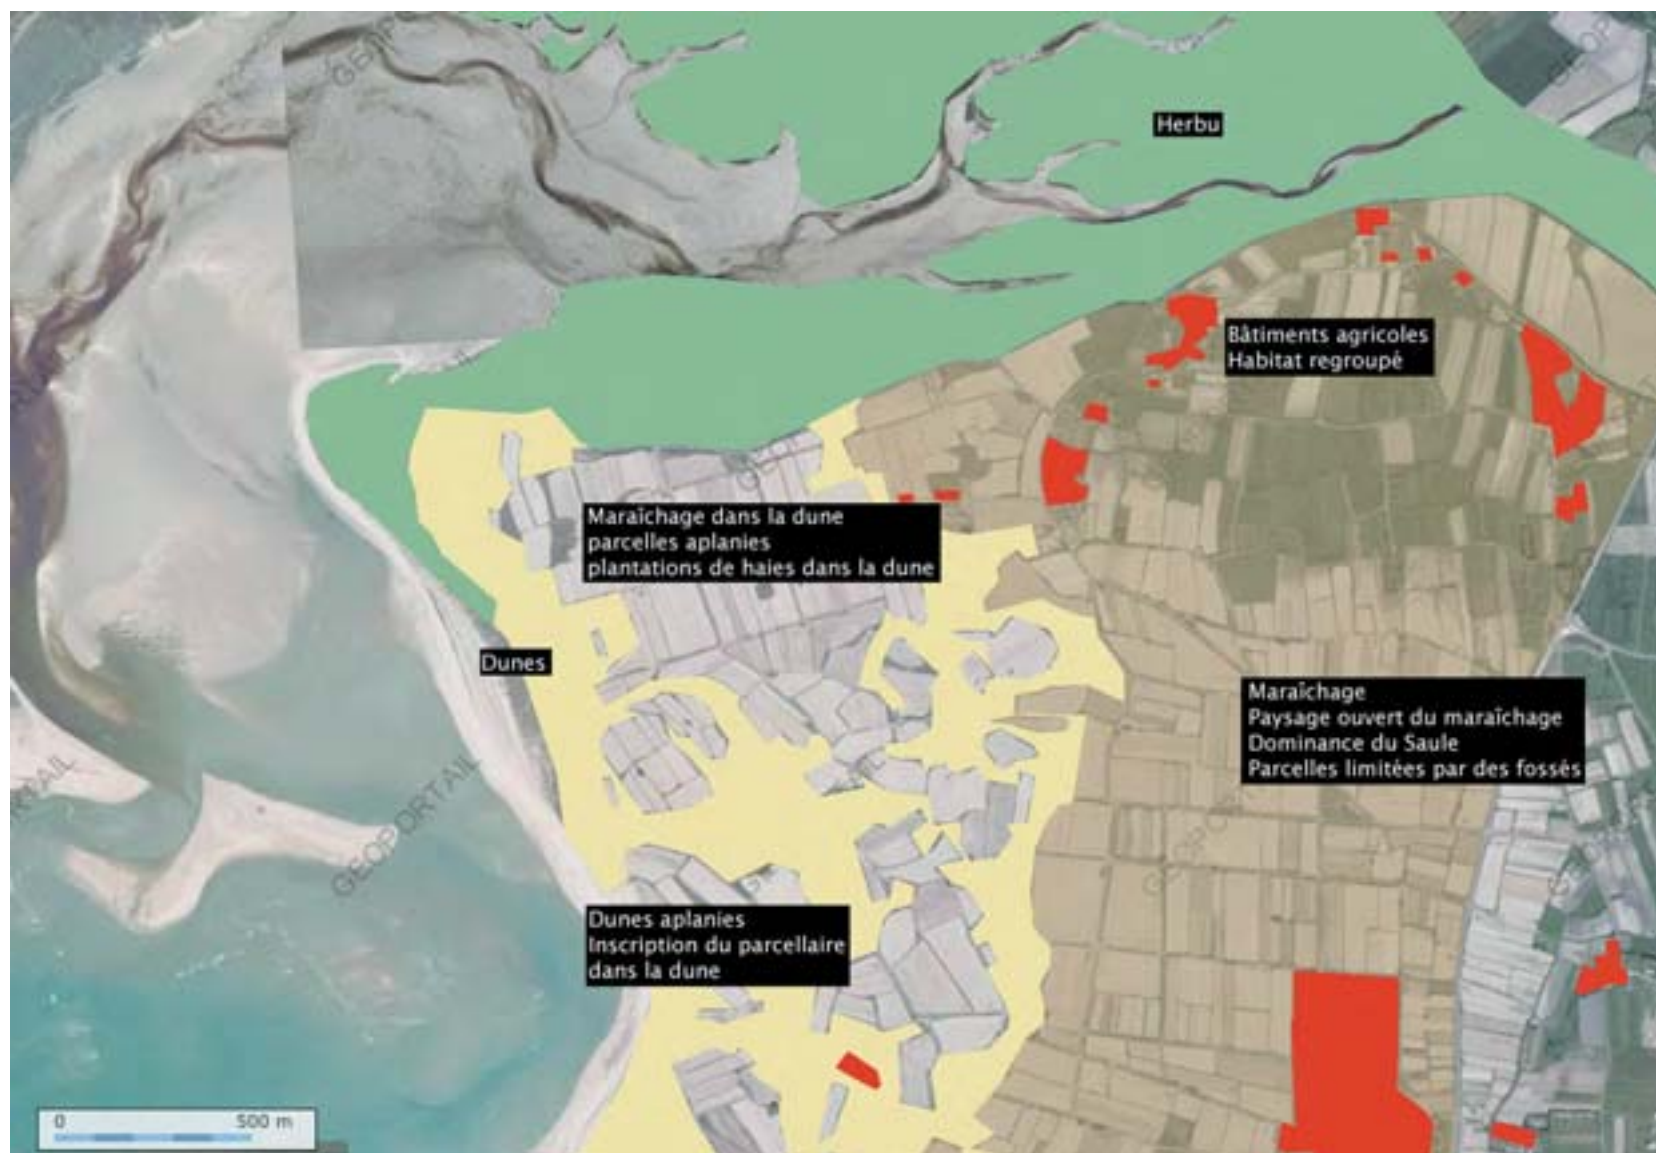 Herbu
Bâtiments agricoles
Habitat regroupé
Maraîchage dans la dune
parcelles aplanies
plantations de haies dans la dune
Dunes
Maraîchage
Paysage ouvert du maraîchage
Dominance du Saule
Parcelles limitées par des fossés
GEOPORTAIL
Dunes aplanies
Inscription du parcellaire
dans la dune
0 500 m